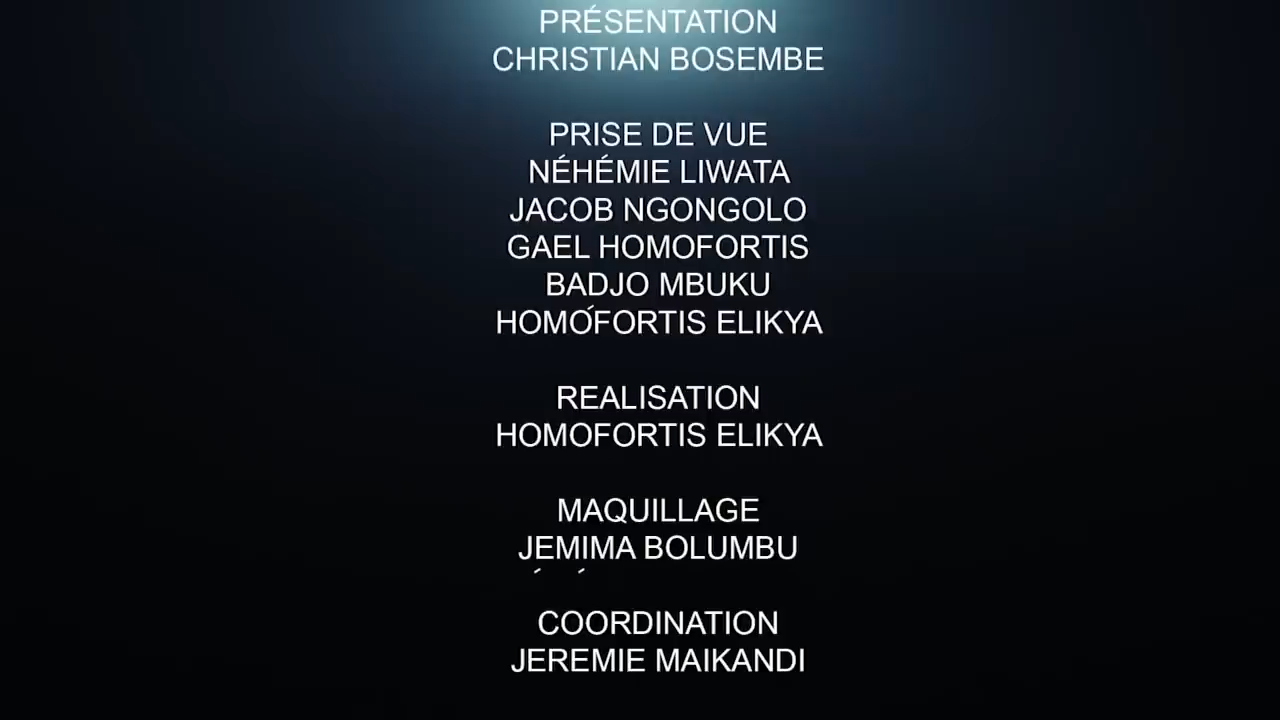 PRÉSENTATION
CHRISTIAN BOSEMBE
PRISE DE VUE
NÉHÉMIE LIWATA
JACOB NGONGOLO
GAEL HOMOFORTIS
BADJO MBUKU
HOMOFORTIS ELIKYA
REALISATION
HOMOFORTIS ELIKYA
MAQUILLAGE
JEMIMA BOLUMBU
COORDINATION
JEREMIE MAIKANDI